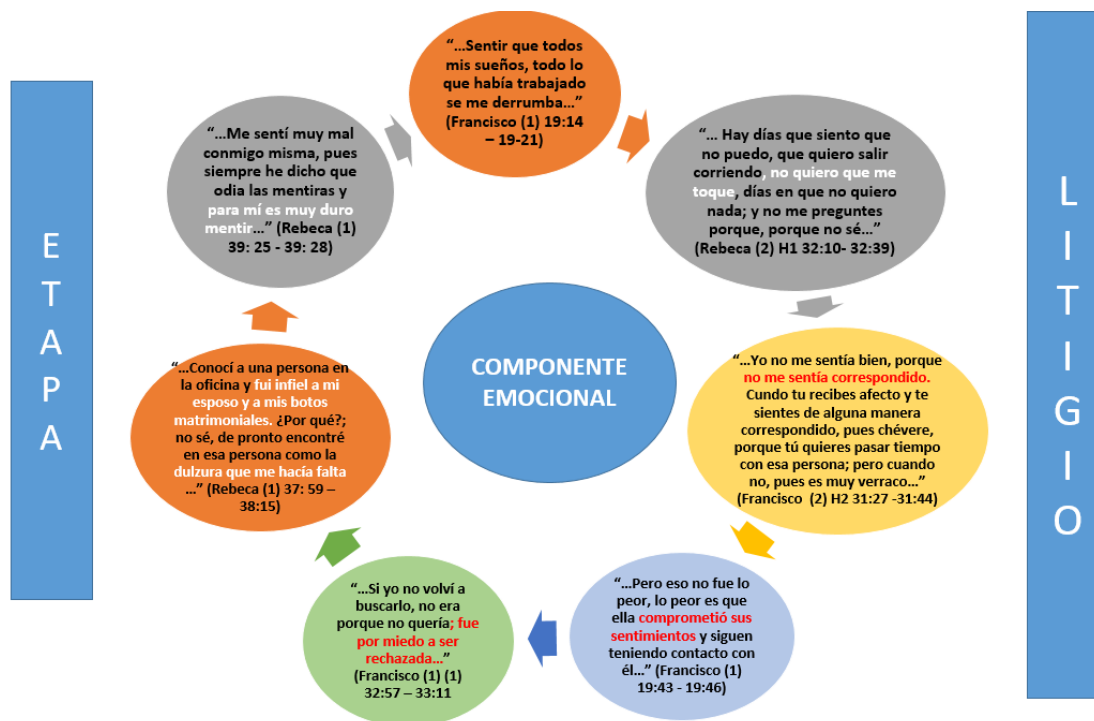 ETAPA
“…Sentir que todos
mis sueños, todo lo
que había trabajado
se me derrumba…”
(Francisco (1) 19:14
– 19-21)
“… Hay días que siento que
no puedo, que quiero salir
corriendo, no quiero que me
toque, días en que no quiero
nada; y no me preguntes
porque, porque no sé…”
(Rebeca (2) H1 32:10- 32:39)
“…Yo no me sentía bien, porque
no me sentía correspondido.
Cundo tu recibes afecto y te
sientes de alguna manera
correspondido, pues chévere,
porque tú quieres pasar tiempo
con esa persona; pero cuando
no, pues es muy verraco…”
(Francisco (2) H2 31:27 -31:44)
“…Pero eso no fue lo
peor, lo peor es que
ella comprometió sus
sentimientos y siguen
teniendo contacto con
él…” (Francisco (1)
19:43 - 19:46)
“…Si yo no volví a
buscarlo, no era
porque no quería; fue
por miedo a ser
rechazada…”
(Francisco (1) (1)
32:57 – 33:11
“…Conocí a una persona en
la oficina y fui infiel a mi
esposo y a mis botos
matrimoniales. ¿Por qué?;
no sé, de pronto encontré
en esa persona como la
dulzura que me hacía falta
…” (Rebeca (1) 37: 59 –
38:15)
“…Me sentí muy mal
conmigo misma, pues
siempre he dicho que
odia las mentiras y
para mí es muy duro
mentir…” (Rebeca (1)
39: 25 - 39: 28)
COMPONENTE
EMOCIONAL
LITIGIO